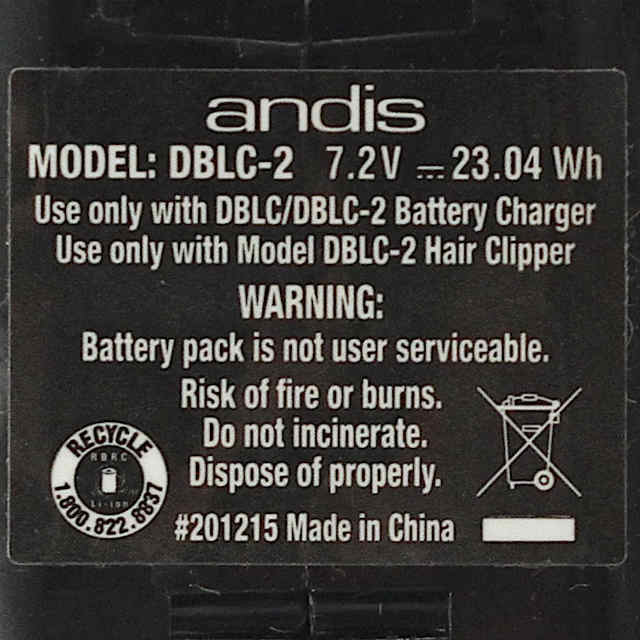 andis
MODEL: DBLC-2 7.2V ⎓ 23.04 Wh
Use only with DBLC/DBLC-2 Battery Charger
Use only with Model DBLC-2 Hair Clipper
WARNING:
Battery pack is not user serviceable.
Risk of fire or burns.
Do not incinerate.
Dispose of properly.
RECYCLE
RBRC
Li-ion
1.800.822.8837
#201215 Made in China